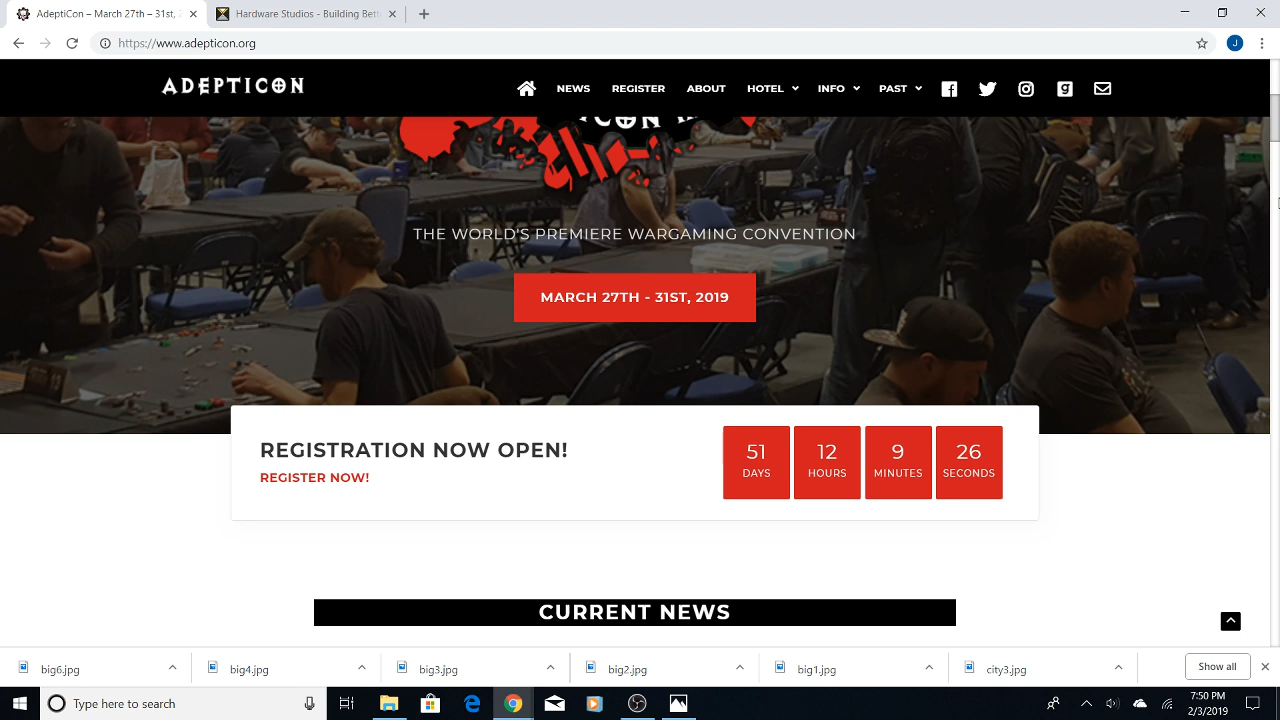 AdeptiCon – March 27th-31st, 2
Hardware Studios - Building Bett
https://www.adepticon.org
ADEPTICON
NEWS
REGISTER
ABOUT
HOTEL
INFO
PAST
THE WORLD'S PREMIERE WARGAMING CONVENTION
MARCH 27TH - 31ST, 2019
REGISTRATION NOW OPEN!
REGISTER NOW!
51
DAYS
12
HOURS
9
MINUTES
26
SECONDS
CURRENT NEWS
big6.jpg
big4.jpg
big3.jpg
big2.jpg
big1.jpg
city3.jpg
Show all
Type here to search
7:50 PM
2/3/2019